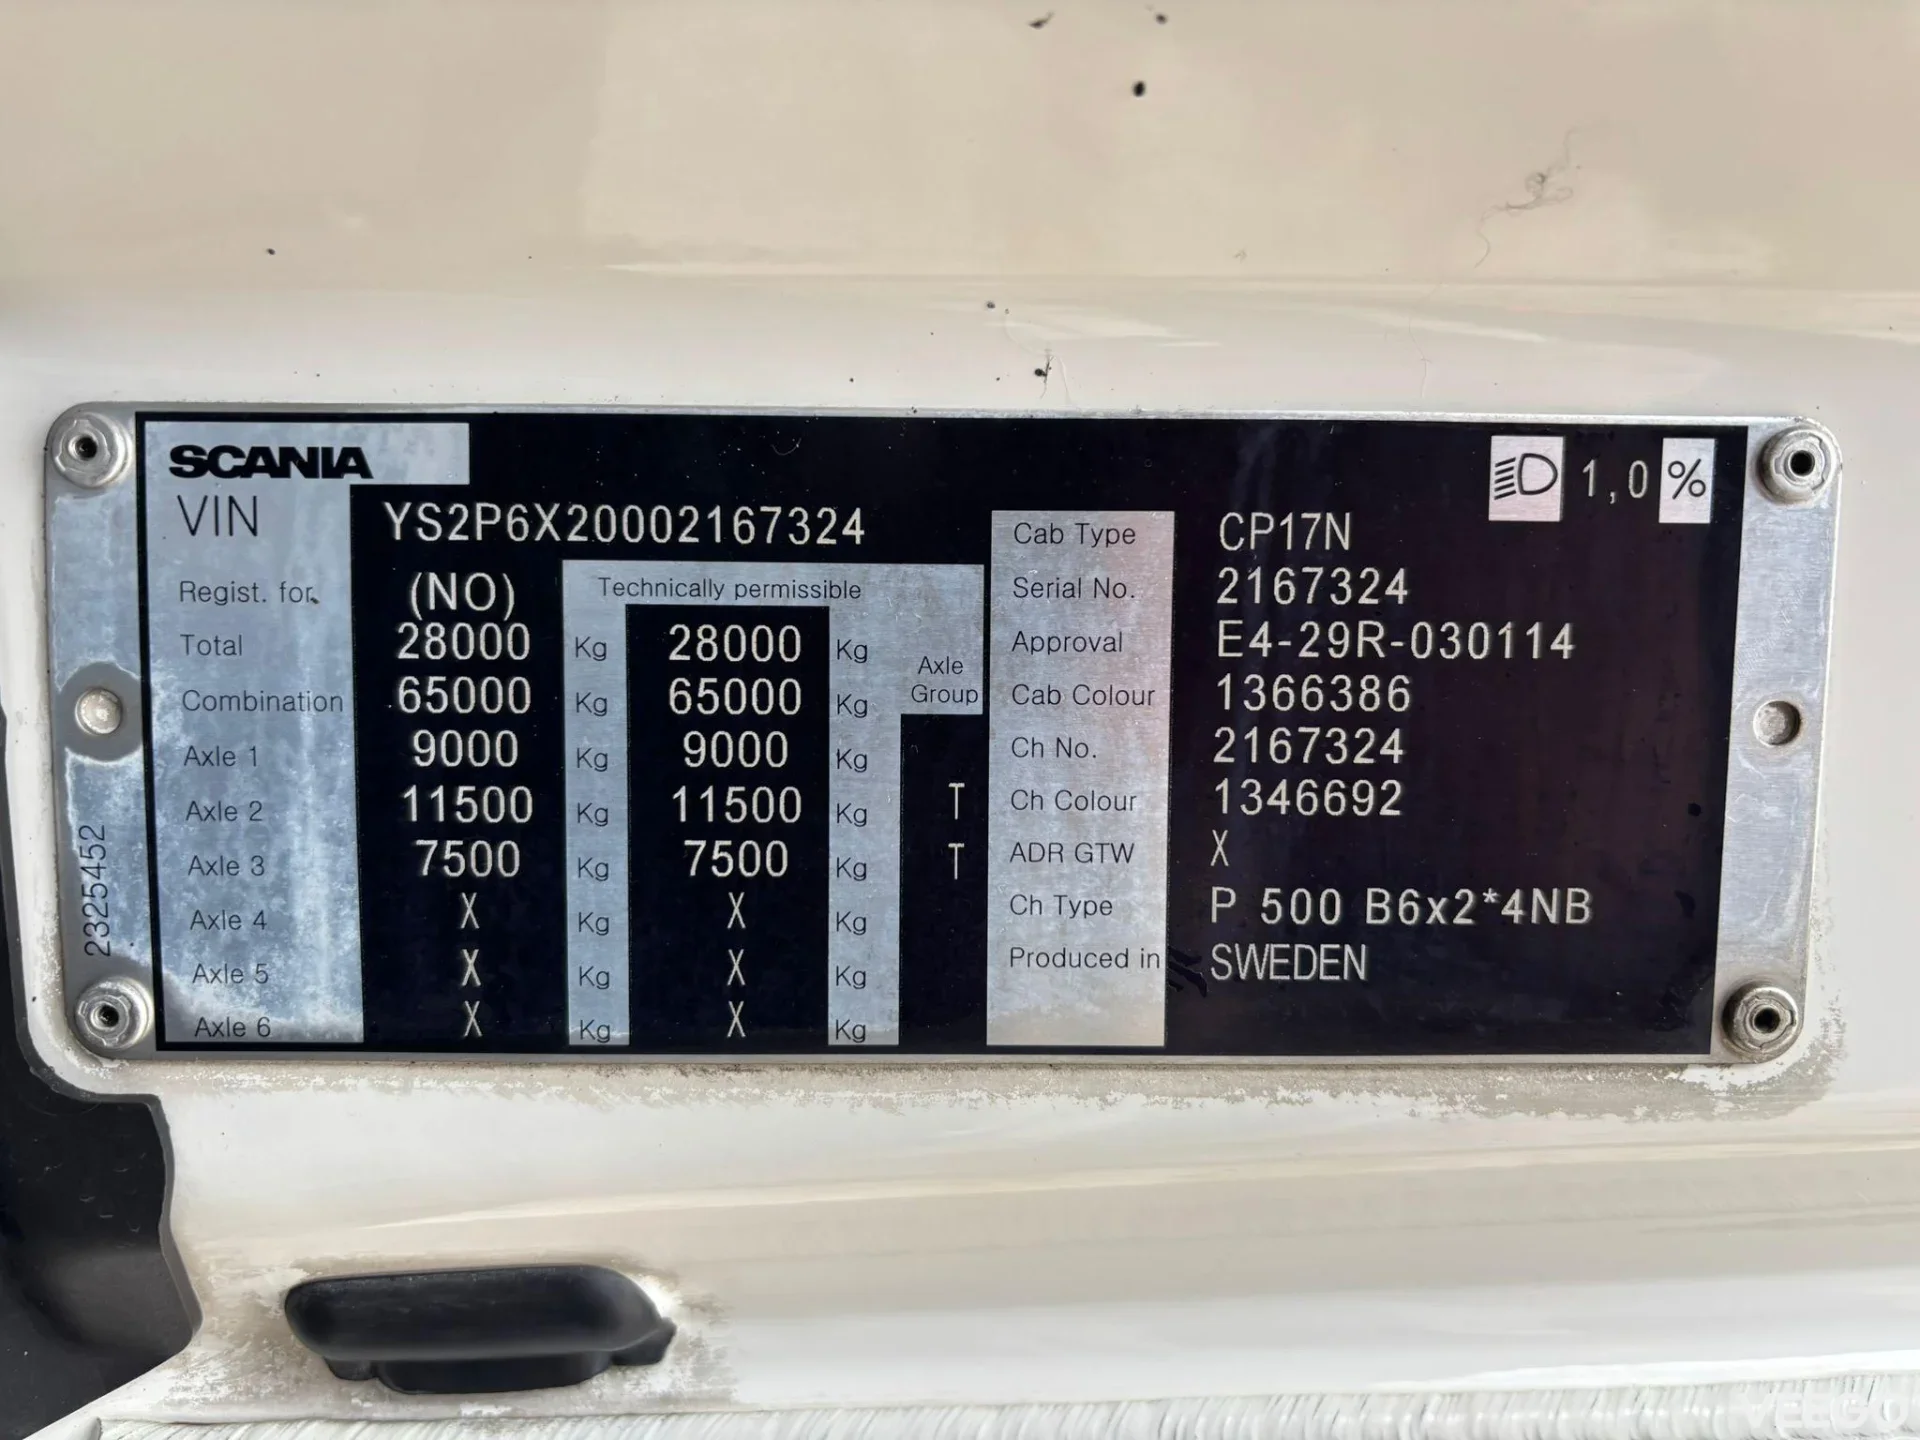 SCANIA
1,0 %
VIN YS2P6X20002167324
Regist. for. (NO) Technically permissible
Total 28000 Kg 28000 Kg
Combination 65000 Kg 65000 Kg
Axle Group
Axle 1 9000 Kg 9000 Kg
Axle 2 11500 Kg 11500 Kg T
Axle 3 7500 Kg 7500 Kg T
Axle 4 X Kg X Kg
Axle 5 X Kg X Kg
Axle 6 X Kg X Kg
Cab Type CP17N
Serial No. 2167324
Approval E4-29R-030114
Cab Colour 1366386
Ch No. 2167324
Ch Colour 1346692
ADR GTW X
Ch Type P 500 B6x2*4NB
Produced in SWEDEN
2325452
VEEGO